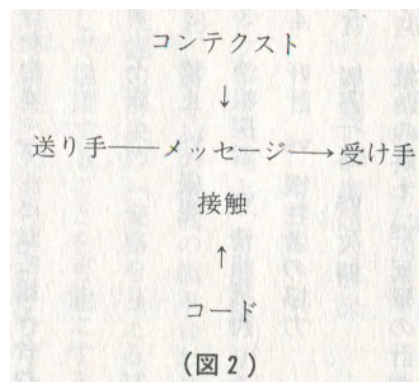 コンテクスト
↓
送り手――メッセージ―→受け手
接触
↑
コード
(図2)